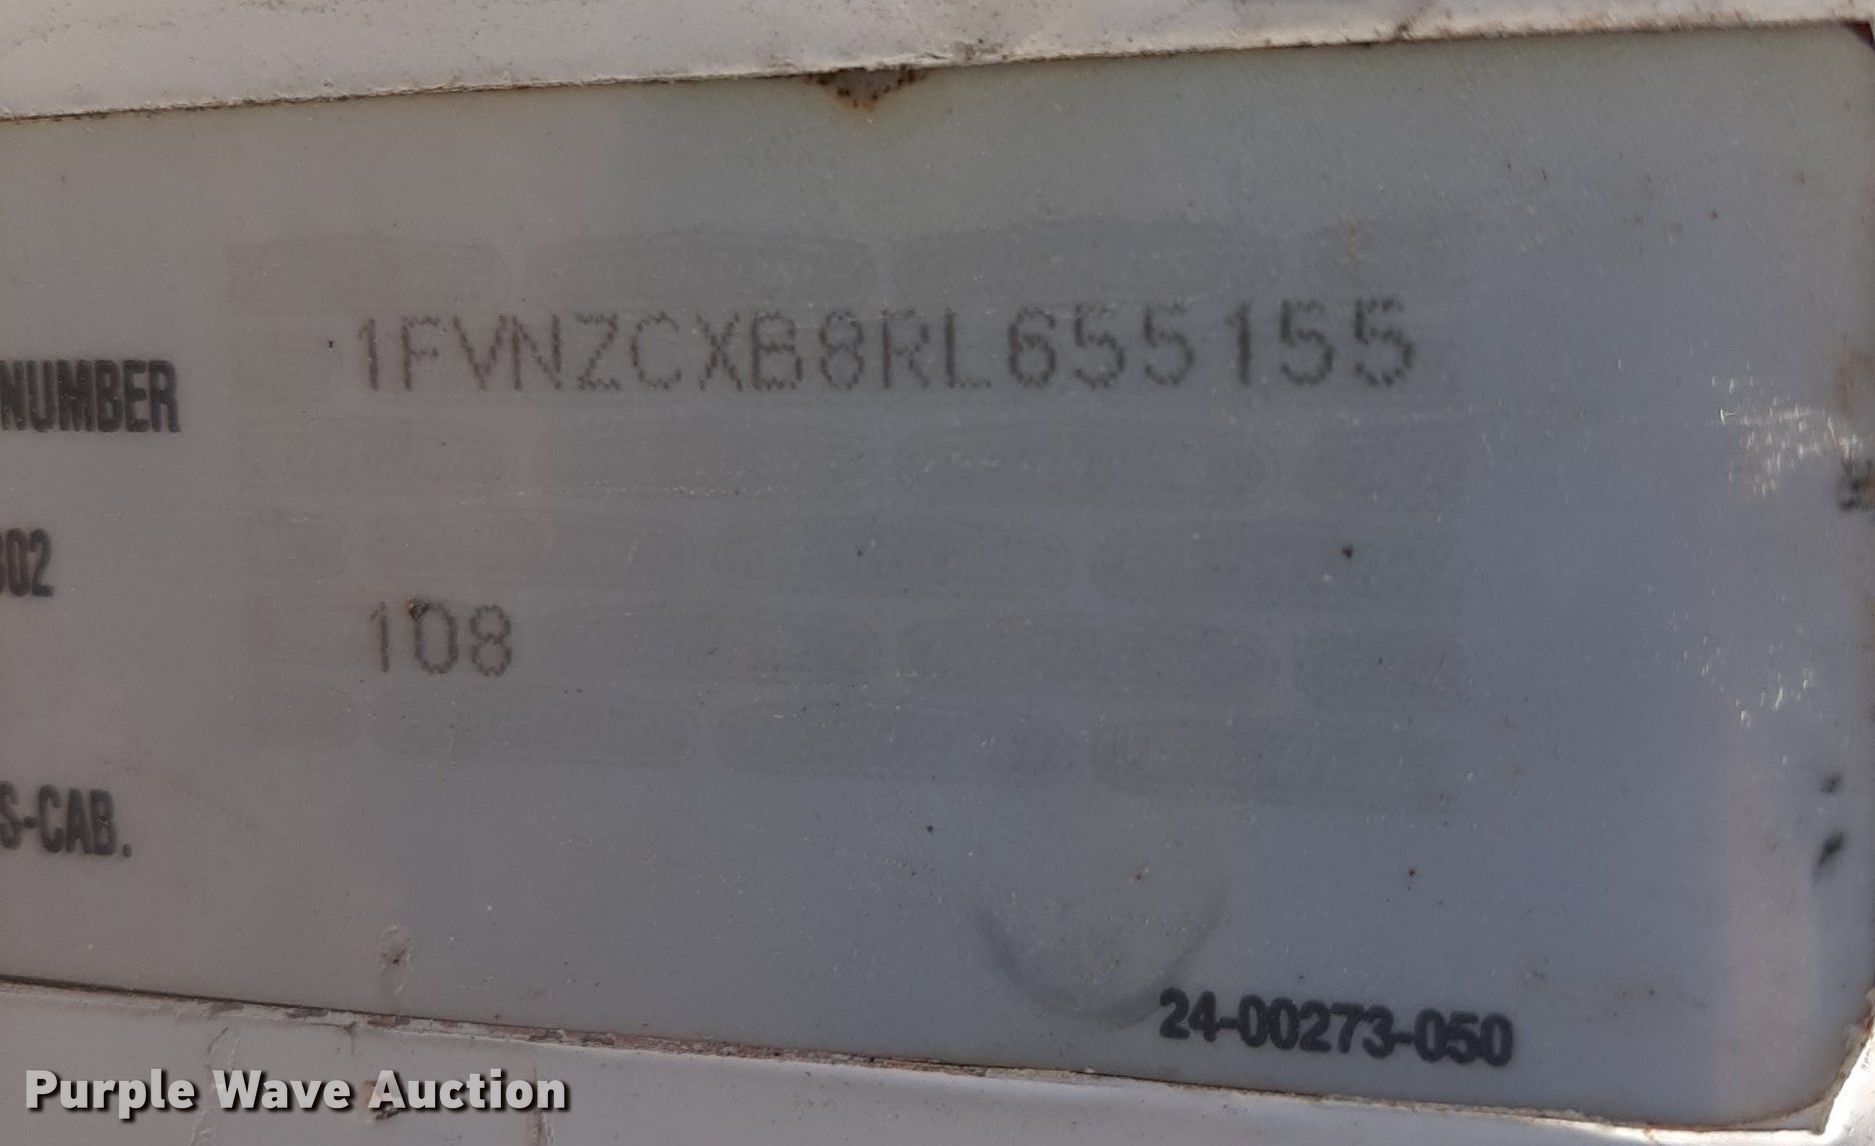 NUMBER 1FVNZCXB8RL655155
302
108
S-CAB.
24-00273-050
Purple Wave Auction